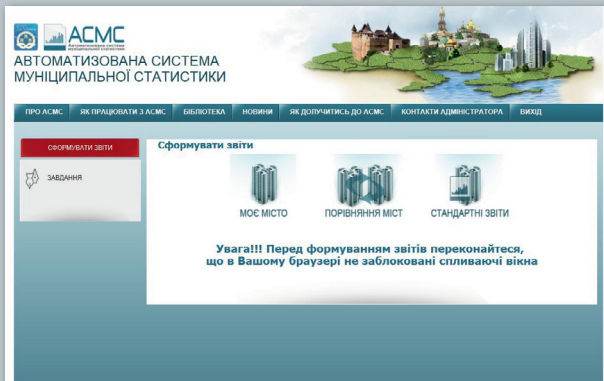 АСМС
Автоматизована система
муніципальної статистики
АВТОМАТИЗОВАНА СИСТЕМА
МУНІЦИПАЛЬНОЇ СТАТИСТИКИ
ПРО АСМС ЯК ПРАЦЮВАТИ З АСМС БІБЛІОТЕКА НОВИНИ ЯК ДОЛУЧИТИСЬ ДО АСМС КОНТАКТИ АДМІНІСТРАТОРА ВИХІД
СФОРМУВАТИ ЗВІТИ
ЗАВДАННЯ
Сформувати звіти
МОЄ МІСТО ПОРІВНЯННЯ МІСТ СТАНДАРТНІ ЗВІТИ
Увага!!! Перед формуванням звітів переконайтеся,
що в Вашому браузері не заблоковані спливаючі вікна